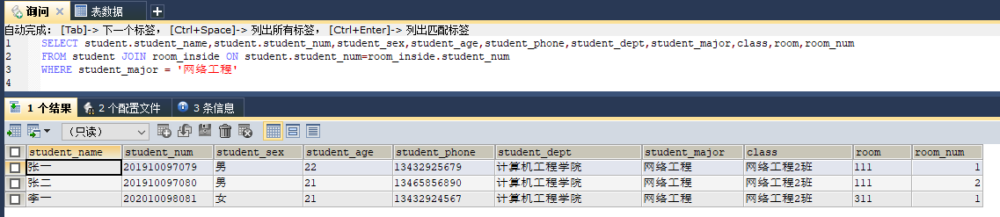 询问 表数据
自动完成: [Tab]-> 下一个标签, [Ctrl+Space]-> 列出所有标签, [Ctrl+Enter]-> 列出匹配标签
1 SELECT student.student_name,student.student_num,student_sex,student_age,student_phone,student_dept,student_major,class,room,room_num
2 FROM student JOIN room_inside ON student.student_num=room_inside.student_num
3 WHERE student_major = '网络工程'
4
1 个结果 2 个配置文件 3 条信息
(只读)
student_name student_num student_sex student_age student_phone student_dept student_major class room room_num
张一 201910097079 男 22 13432925679 计算机工程学院 网络工程 网络工程2班 111 1
张二 201910097080 男 21 13465856890 计算机工程学院 网络工程 网络工程2班 111 2
李一 202010098081 女 21 13432924567 计算机工程学院 网络工程 网络工程2班 311 1